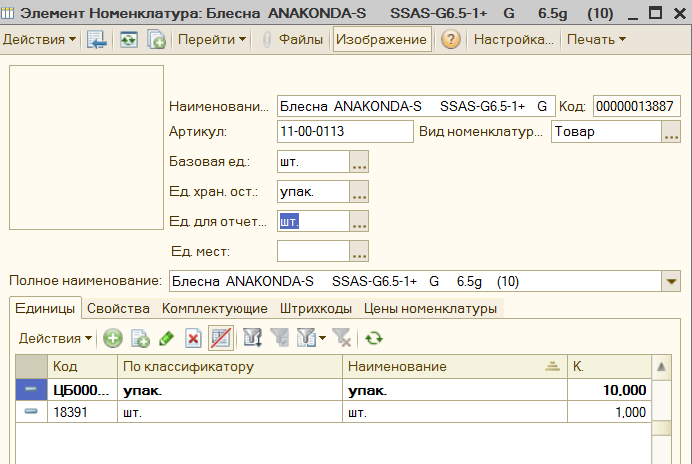 Элемент Номенклатура: Блесна ANAKONDA-S SSAS-G6.5-1+ G 6.5g (10)
Действия Перейти Файлы Изображение ? Настройка... Печать
Наименовани... Блесна ANAKONDA-S SSAS-G6.5-1+ G Код: 00000013887
Артикул: 11-00-0113 Вид номенклатур... Товар ...
Базовая ед.: шт. ...
Ед. хран. ост.: упак. ...
Ед. для отчет... шт. ...
Ед. мест: ...
Полное наименование: Блесна ANAKONDA-S SSAS-G6.5-1+ G 6.5g (10)
Единицы Свойства Комплектующие Штрихкоды Цены номенклатуры
Действия
Код По классификатору Наименование К.
ЦБ000... упак. упак. 10,000
18391 шт. шт. 1,000